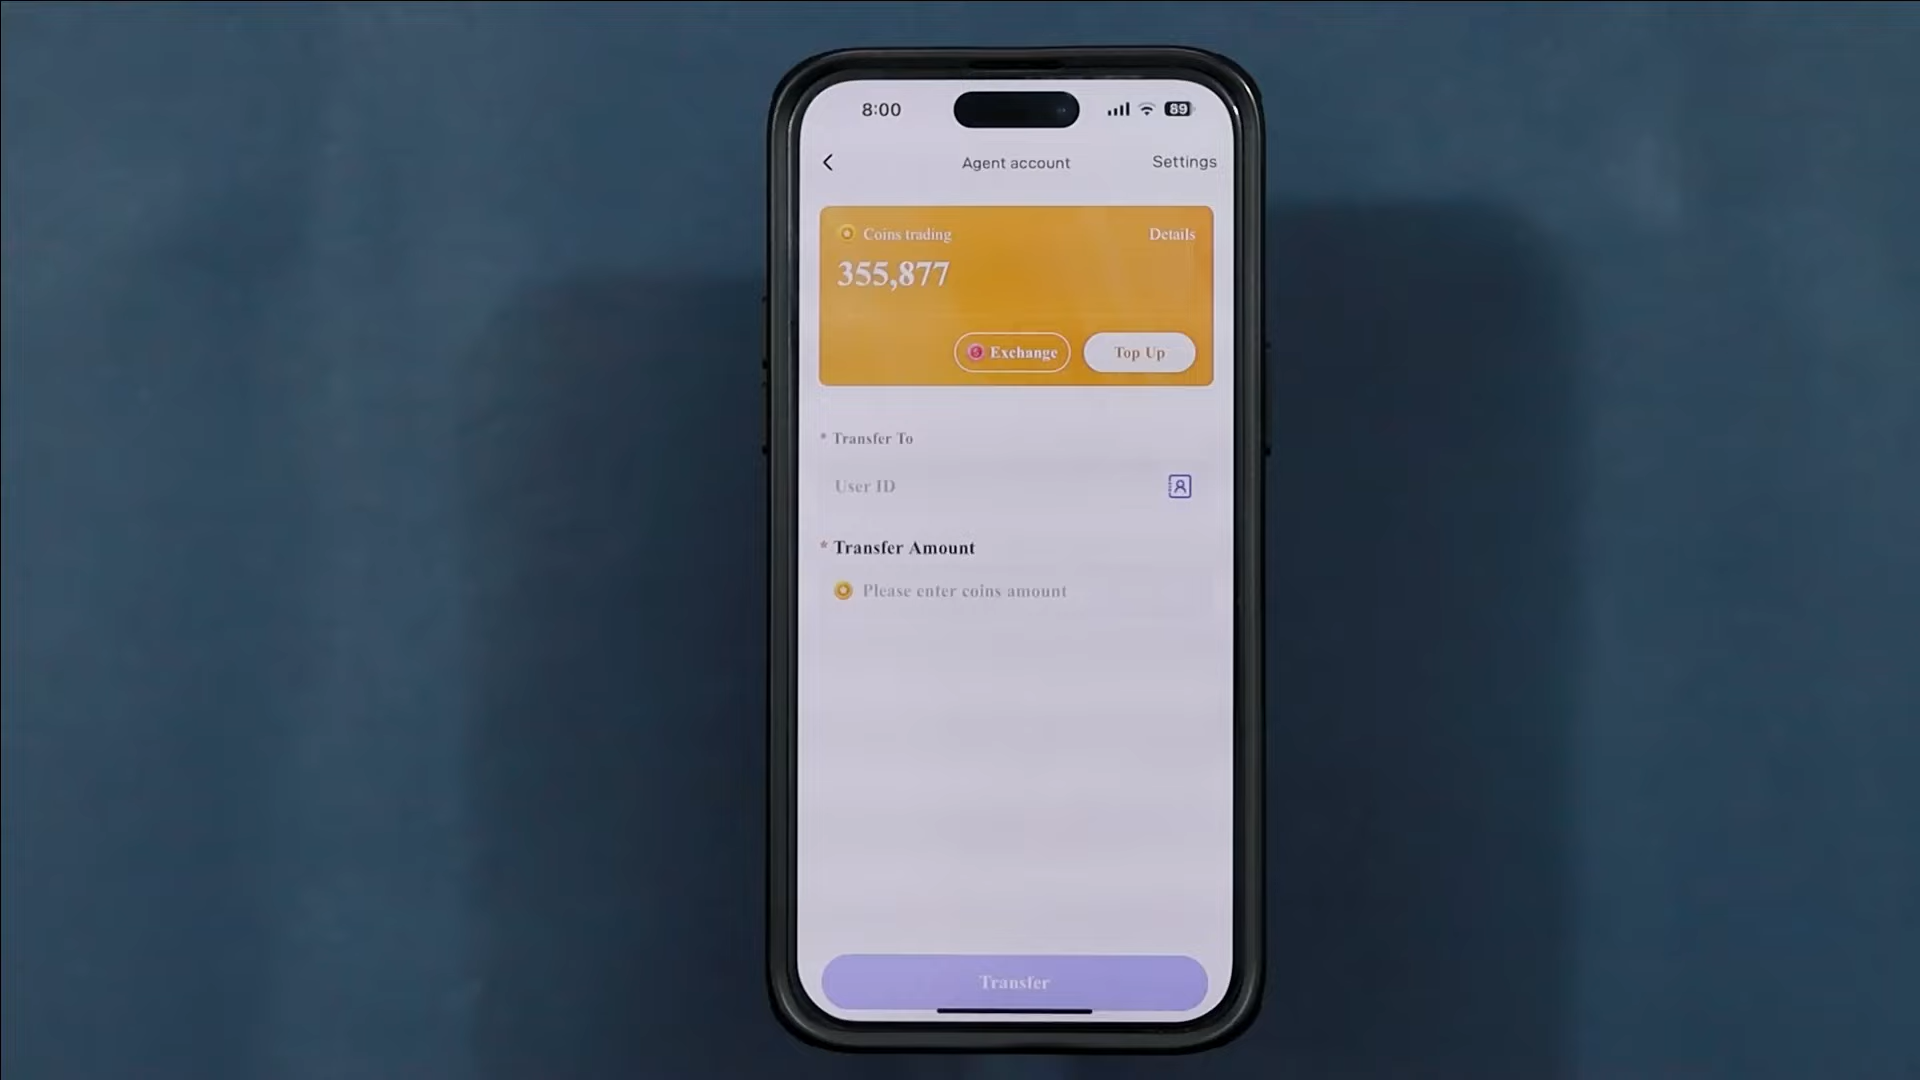 8:00
89
Agent account
Settings
Coins trading
Details
355,877
Exchange
Top Up
* Transfer To
User ID
* Transfer Amount
Please enter coins amount
Transfer